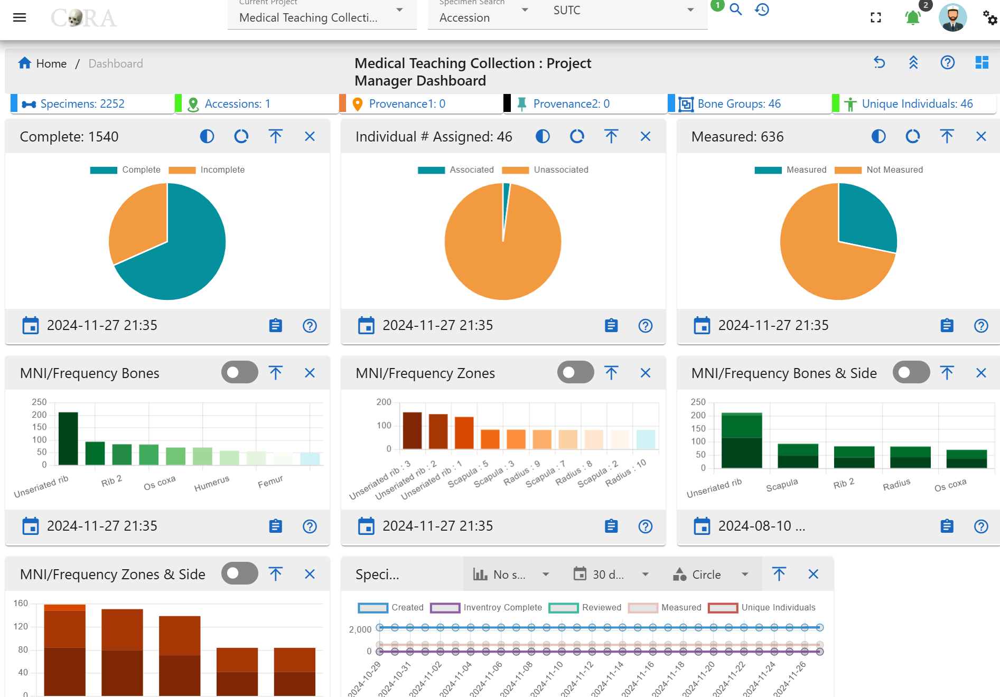 Current Project
Medical Teaching Collecti...
Specimen Search
Accession
SUTC
1
2
CORA
Home / Dashboard
Medical Teaching Collection : Project
Manager Dashboard
Specimens: 2252
Accessions: 1
Provenance1: 0
Provenance2: 0
Bone Groups: 46
Unique Individuals: 46
Complete: 1540
Complete
Incomplete
2024-11-27 21:35
Individual # Assigned: 46
Associated
Unassociated
2024-11-27 21:35
Measured: 636
Measured
Not Measured
2024-11-27 21:35
MNI/Frequency Bones
250
200
150
100
50
0
Unseriated rib
Rib 2
Os coxa
Humerus
Femur
2024-11-27 21:35
MNI/Frequency Zones
200
100
0
Unseriated rib : 3
Unseriated rib : 2
Unseriated rib : 1
Scapula : 5
Scapula : 3
Radius : 9
Scapula : 7
Radius : 8
Scapula : 2
Radius : 10
2024-11-27 21:35
MNI/Frequency Bones & Side
250
200
150
100
50
0
Unseriated rib
Scapula
Rib 2
Radius
Os coxa
2024-08-10 ...
MNI/Frequency Zones & Side
160
120
80
40
0
Speci...
No s...
30 d...
Circle
Created
Inventroy Complete
Reviewed
Measured
Unique Individuals
2,000
0
2024-10-29
2024-10-31
2024-11-02
2024-11-04
2024-11-06
2024-11-08
2024-11-10
2024-11-12
2024-11-14
2024-11-16
2024-11-18
2024-11-20
2024-11-22
2024-11-24
2024-11-26